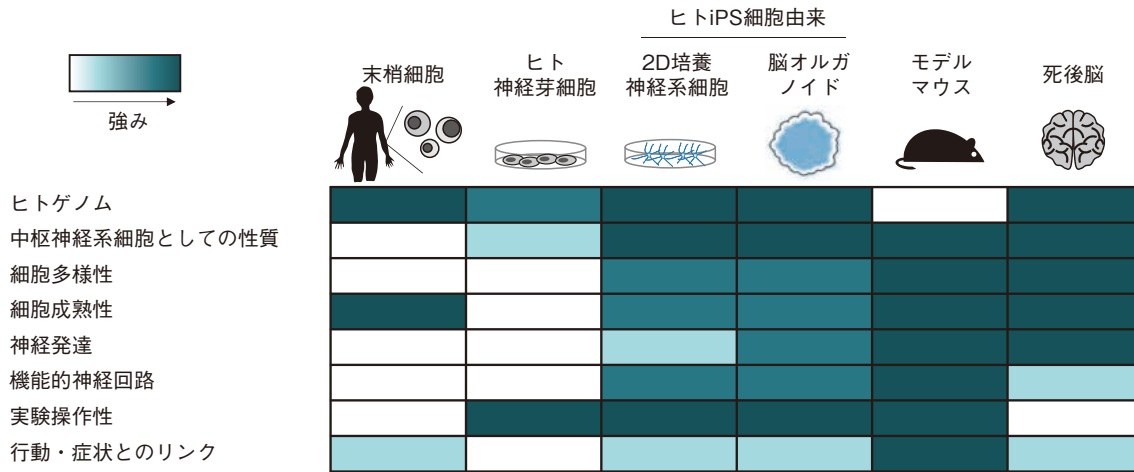 ヒトiPS細胞由来
強み
末梢細胞
ヒト
神経芽細胞
2D培養
神経系細胞
脳オルガ
ノイド
モデル
マウス
死後脳
ヒトゲノム
中枢神経系細胞としての性質
細胞多様性
細胞成熟性
神経発達
機能的神経回路
実験操作性
行動・症状とのリンク